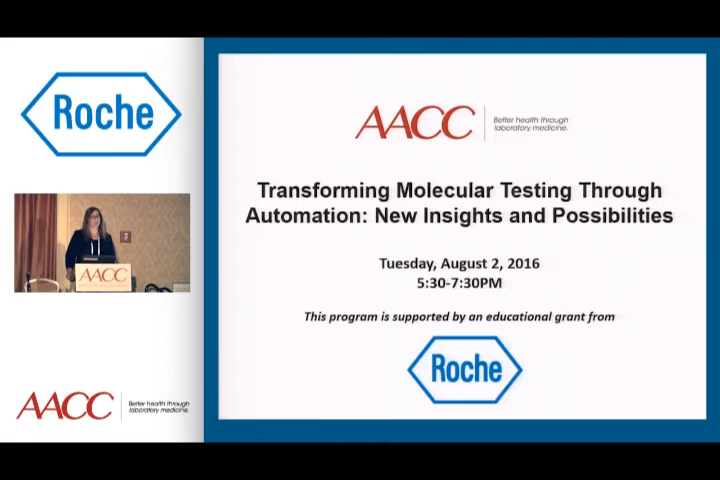 Roche
AACC
Better health through
laboratory medicine.
Transforming Molecular Testing Through
Automation: New Insights and Possibilities
Tuesday, August 2, 2016
5:30-7:30PM
This program is supported by an educational grant from
Roche
AACC
AACC
Better health through
laboratory medicine.